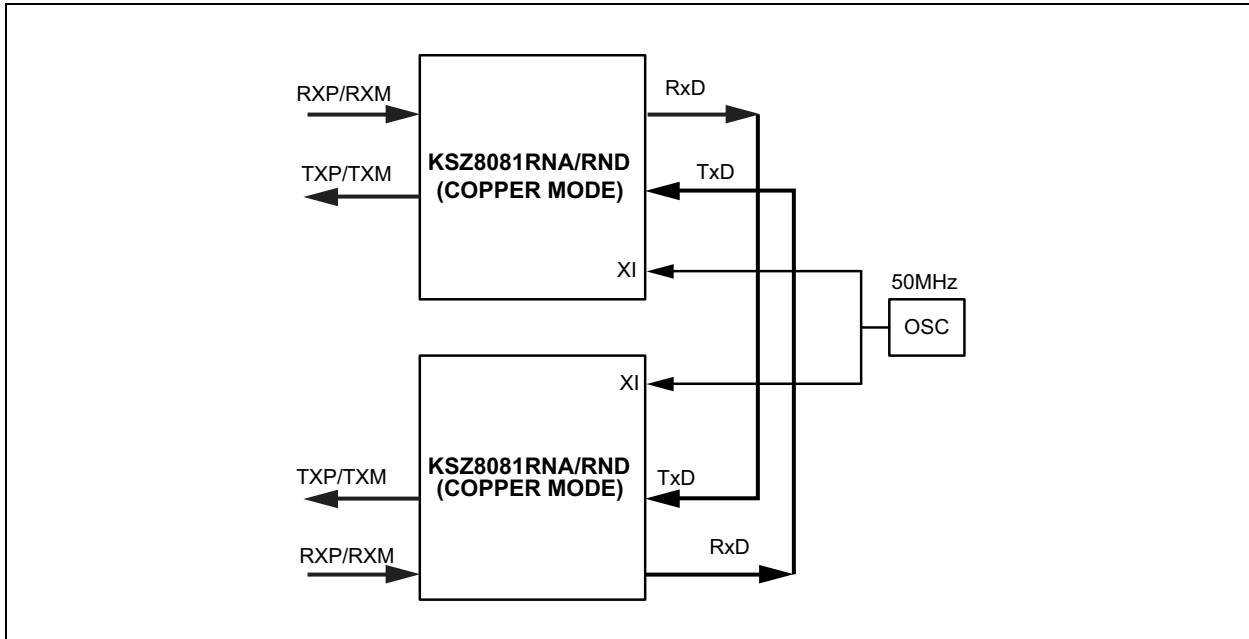 RXP/RXM
RxD
KSZ8081RNA/RND
(COPPER MODE)
TXP/TXM
TxD
XI
50MHz
OSC
XI
KSZ8081RNA/RND
(COPPER MODE)
TXP/TXM
TxD
RXP/RXM
RxD